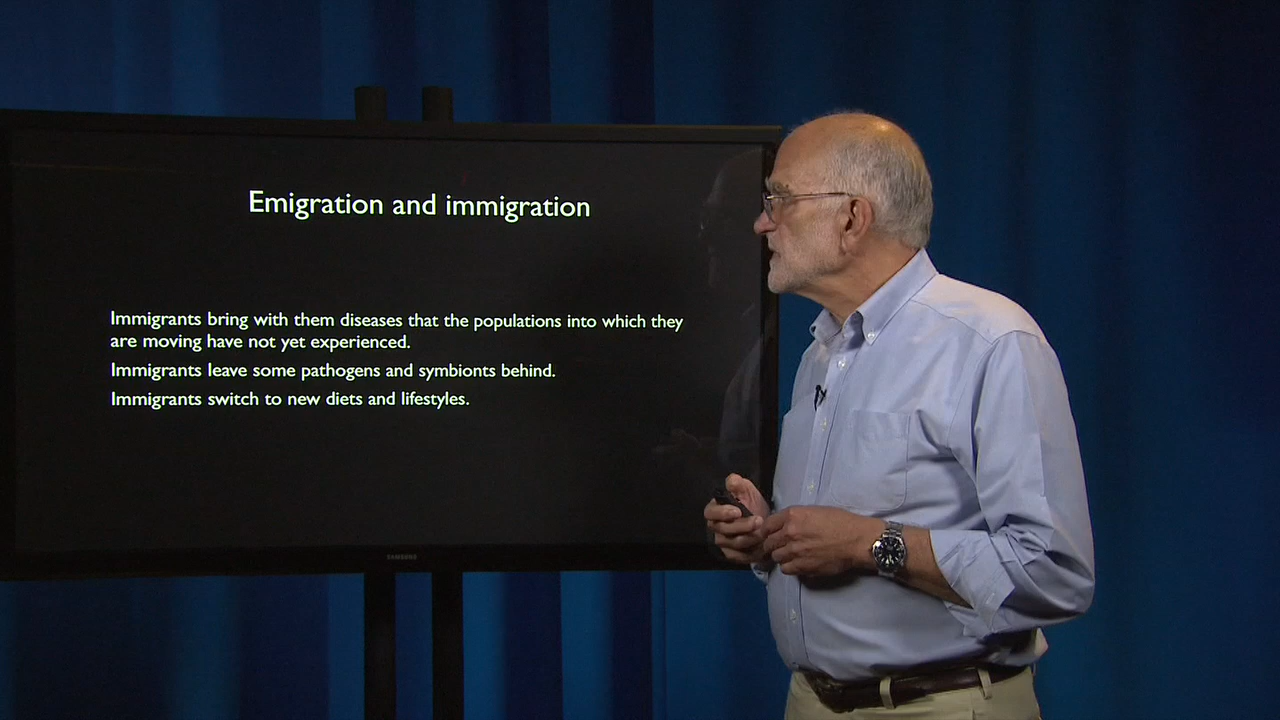 Emigration and immigration
Immigrants bring with them diseases that the populations into which they
are moving have not yet experienced.
Immigrants leave some pathogens and symbionts behind.
Immigrants switch to new diets and lifestyles.
SAMSUNG